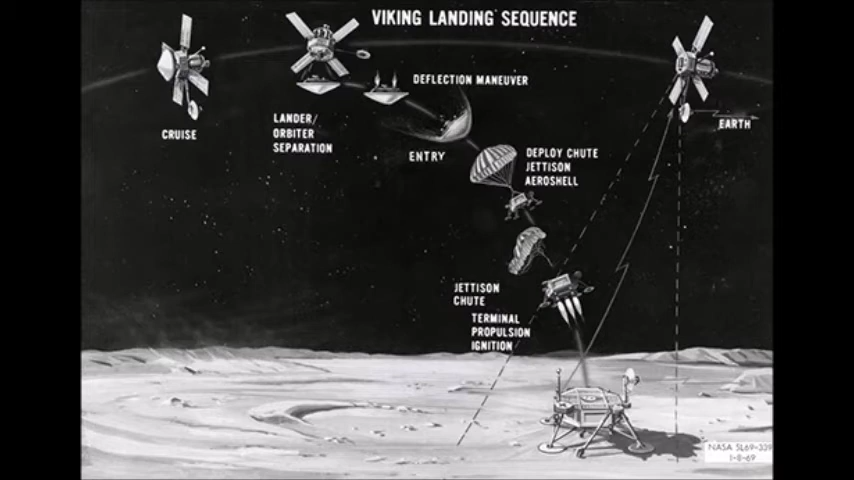 VIKING LANDING SEQUENCE
CRUISE
LANDER/
ORBITER
SEPARATION
DEFLECTION MANEUVER
ENTRY
DEPLOY CHUTE
JETTISON
AEROSHELL
EARTH
JETTISON
CHUTE
TERMINAL
PROPULSION
IGNITION
NASA SL69-339
1-8-69